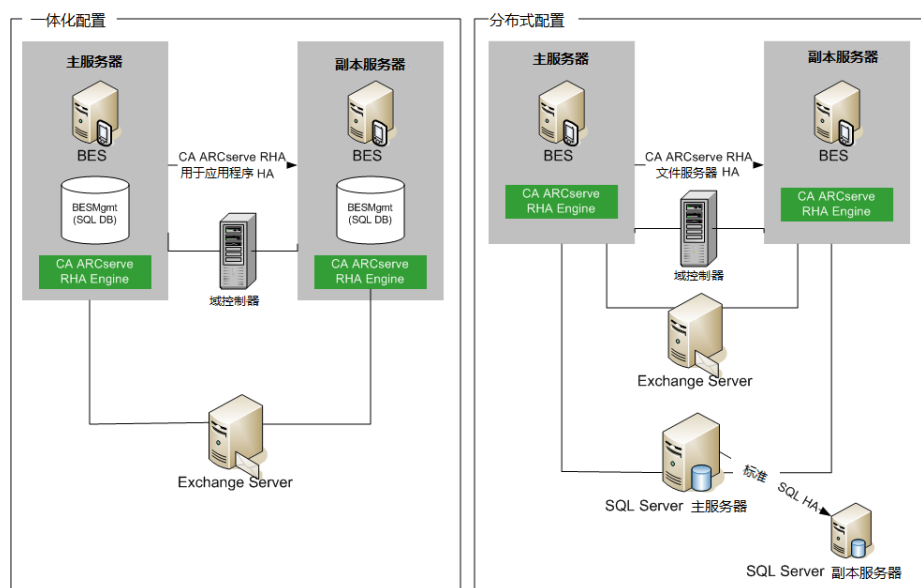 一体化配置
主服务器
BES
BESMgmt
(SQL DB)
CA ARCserve
RHA Engine
CA ARCserve RHA
用于应用程序 HA
域控制器
副本服务器
BES
BESMgmt
(SQL DB)
CA ARCserve
RHA Engine
Exchange Server
分布式配置
主服务器
BES
CA ARCserve
RHA Engine
CA ARCserve RHA
文件服务器 HA
域控制器
副本服务器
BES
CA ARCserve
RHA Engine
Exchange Server
SQL Server 主服务器
标准 SQL HA
SQL Server 副本服务器